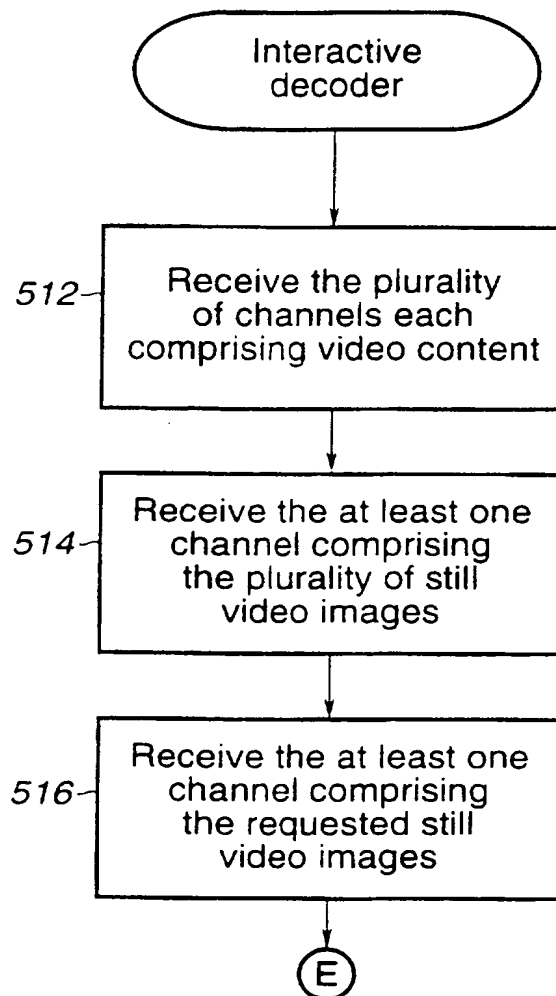 Interactive
decoder
512
Receive the plurality
of channels each
comprising video content
514
Receive the at least one
channel comprising
the plurality of still
video images
516
Receive the at least one
channel comprising
the requested still
video images
E